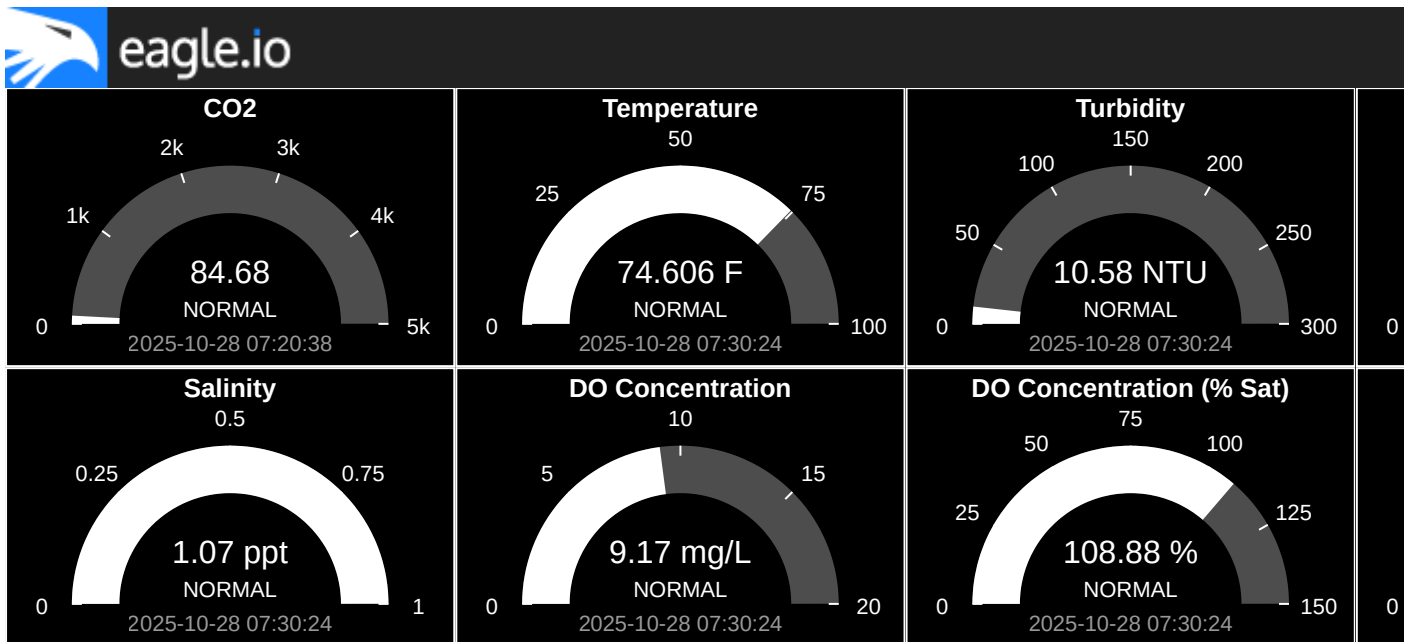 eagle.io
CO2
2k 3k
1k 4k
84.68
NORMAL
0 5k
2025-10-28 07:20:38
Temperature
50
25 75
74.606 F
NORMAL
0 100
2025-10-28 07:30:24
Turbidity
150
100 200
50 250
10.58 NTU
NORMAL
0 300
2025-10-28 07:30:24
0
Salinity
0.5
0.25 0.75
1.07 ppt
NORMAL
0 1
2025-10-28 07:30:24
DO Concentration
10
5 15
9.17 mg/L
NORMAL
0 20
2025-10-28 07:30:24
DO Concentration (% Sat)
75
50 100
25 125
108.88 %
NORMAL
0 150
2025-10-28 07:30:24
0